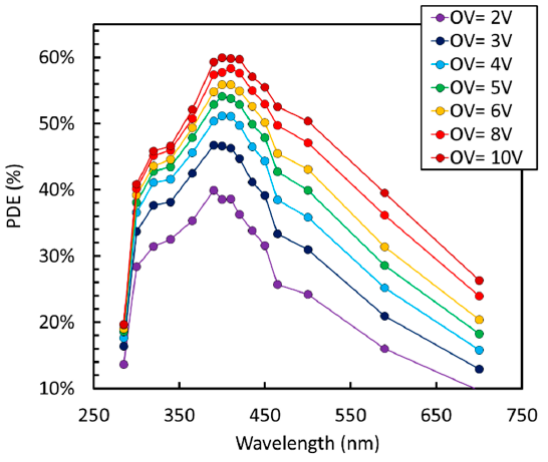 OV= 2V
OV= 3V
OV= 4V
OV= 5V
OV= 6V
OV= 8V
OV= 10V
PDE (%)
60%
50%
40%
30%
20%
10%
250 350 450 550 650 750
Wavelength (nm)